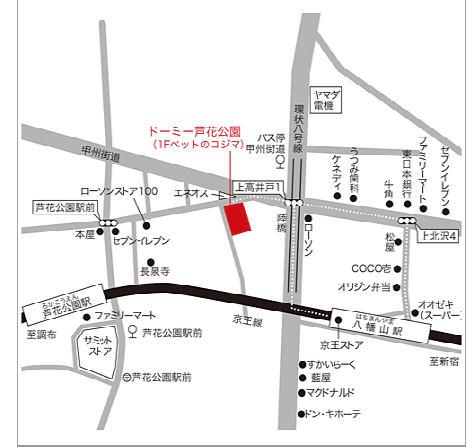 ヤマダ
電機
環状八号線
ドーミー芦花公園
(1Fペットのコジマ)
バス停
甲州街道
甲州街道
ケネディ
うつみ歯科
牛角
東日本銀行
ファミリーマート
セブン-イレブン
ローソンストア100
エネオス
上高井戸1
芦花公園駅前
本屋
セブン-イレブン
陸橋
ローソン
上北沢4
松屋
長泉寺
COCO壱
オリジン弁当
ろかこうえん
芦花公園駅
ファミリーマート
京王線
オオゼキ
(スーパー)
はちまんやま
八幡山駅
至調布
芦花公園駅前
京王ストア
至新宿
サミット
ストア
芦花公園駅前
すかいらーく
藍屋
マクドナルド
ドン・キホーテ